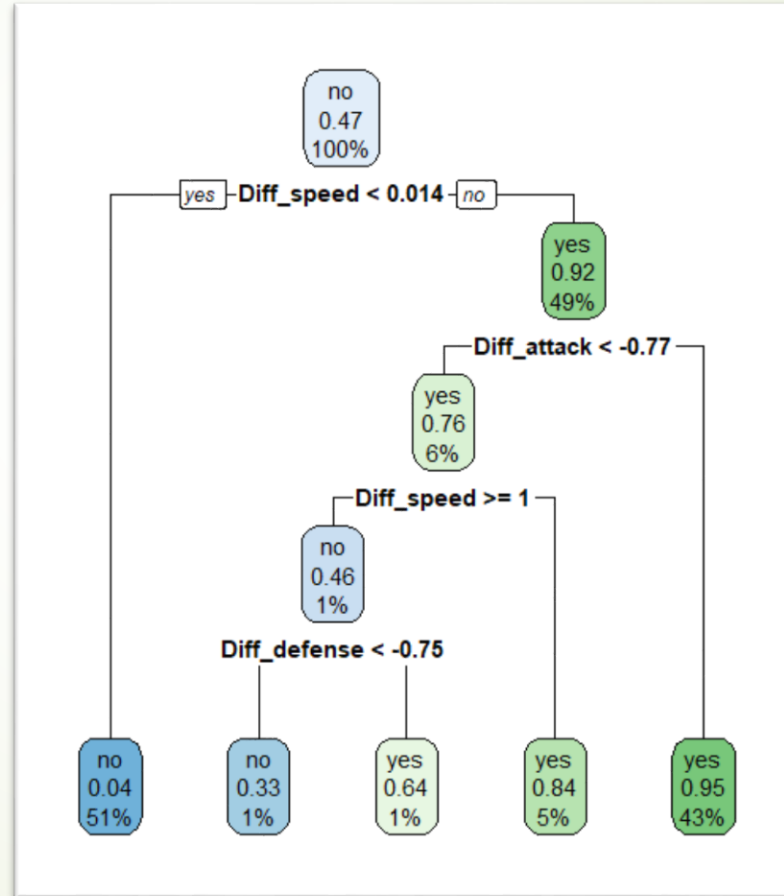 no
0.47
100%
yes Diff_speed < 0.014 no
yes
0.92
49%
Diff_attack < -0.77
yes
0.76
6%
Diff_speed >= 1
no
0.46
1%
Diff_defense < -0.75
no
0.04
51%
no
0.33
1%
yes
0.64
1%
yes
0.84
5%
yes
0.95
43%